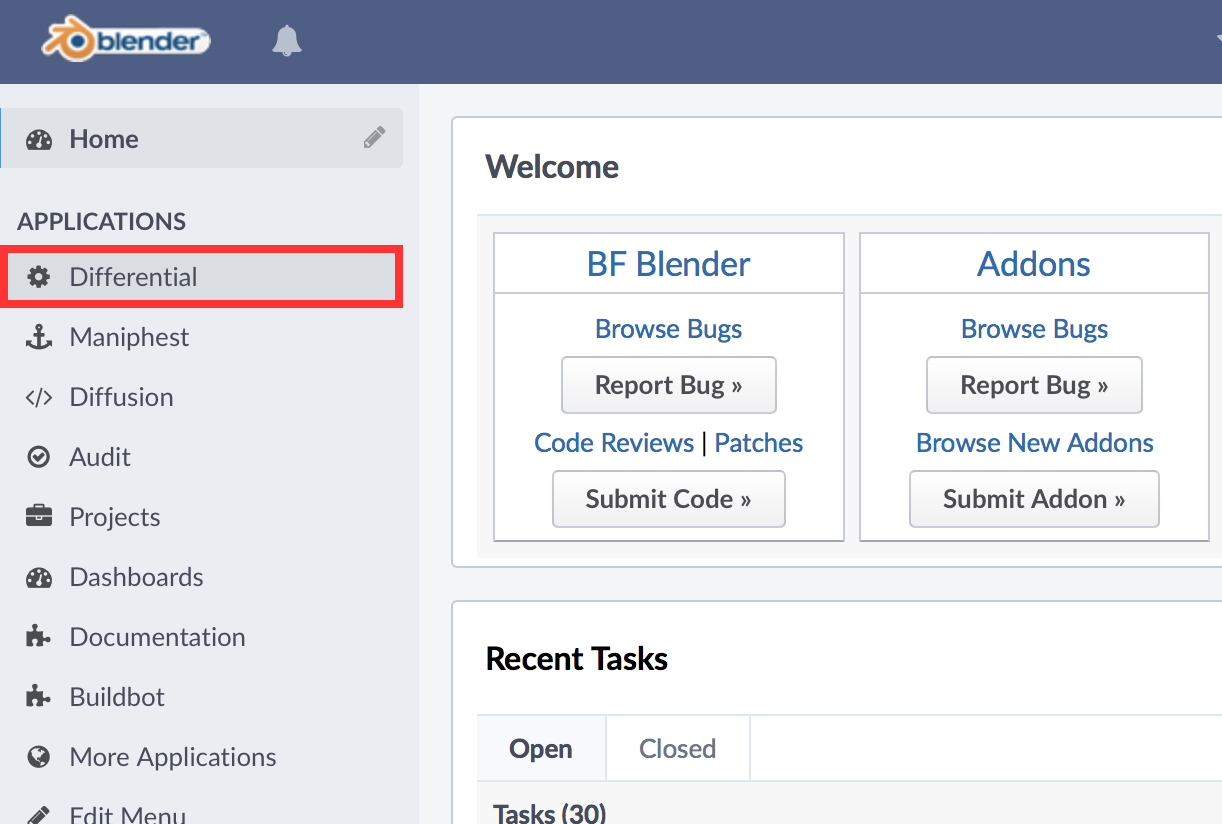 blender
Home
APPLICATIONS
Differential
Maniphest
Diffusion
Audit
Projects
Dashboards
Documentation
Buildbot
More Applications
Edit Menu
Welcome
BF Blender
Browse Bugs
Report Bug »
Code Reviews | Patches
Submit Code »
Addons
Browse Bugs
Report Bug »
Browse New Addons
Submit Addon »
Recent Tasks
Open Closed
Tasks (30)